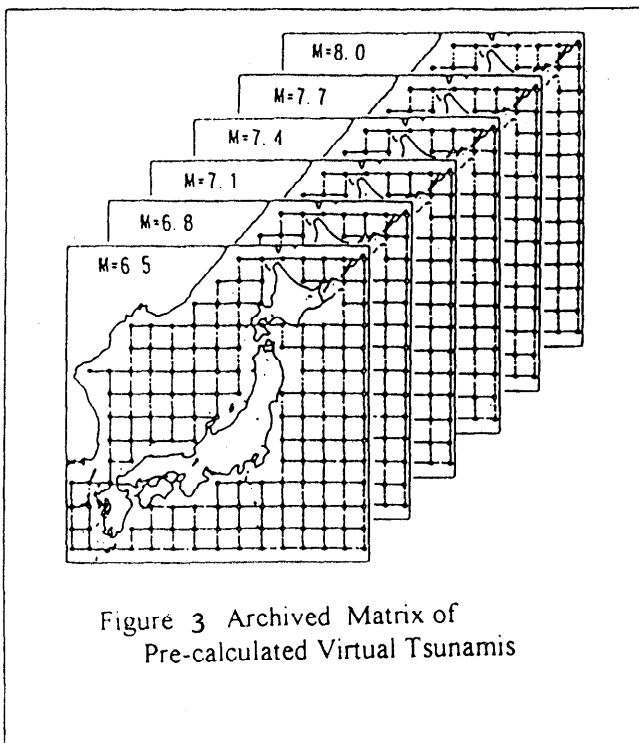 M=8.0
M=7.7
M=7.4
M=7.1
M=6.8
M=6 5
Figure 3 Archived Matrix of
Pre-calculated Virtual Tsunamis